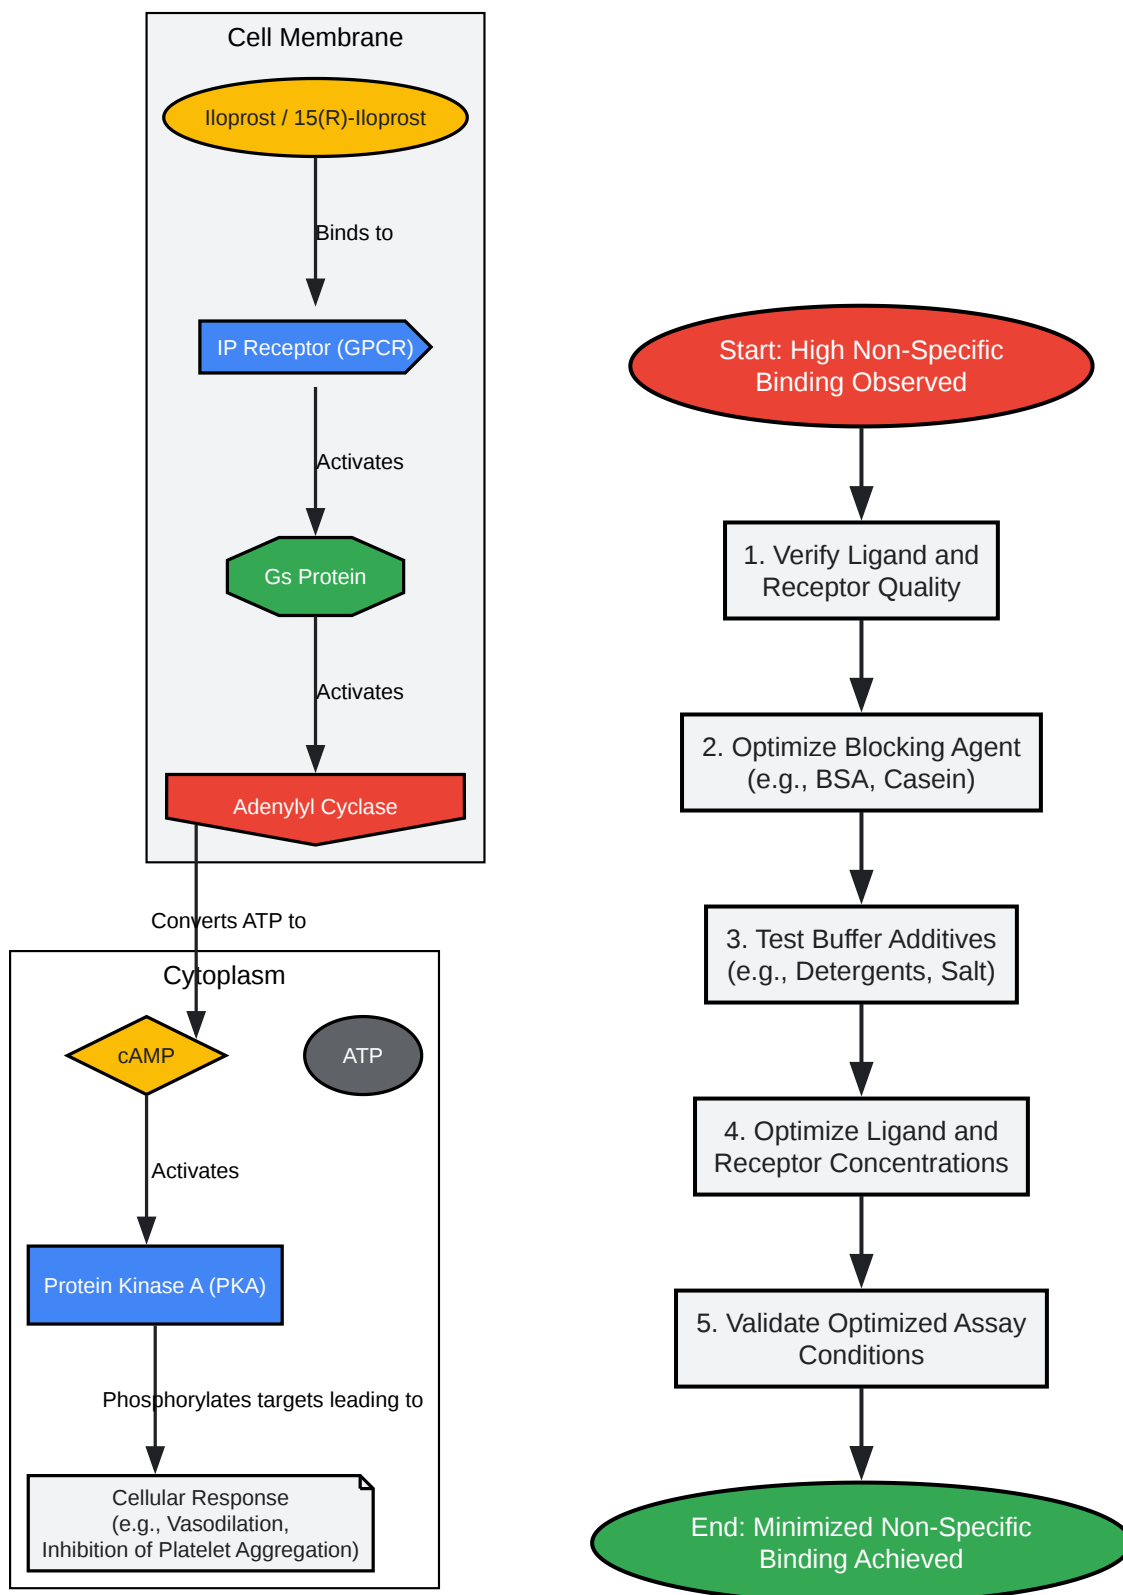 Cell Membrane
Iloprost / 15(R)-Iloprost
Binds to
IP Receptor (GPCR)
Activates
Gs Protein
Activates
Adenylyl Cyclase
Converts ATP to
Cytoplasm
cAMP
ATP
Activates
Protein Kinase A (PKA)
Phosphorylates targets leading to
Cellular Response
(e.g., Vasodilation,
Inhibition of Platelet Aggregation)
Start: High Non-Specific
Binding Observed
1. Verify Ligand and
Receptor Quality
2. Optimize Blocking Agent
(e.g., BSA, Casein)
3. Test Buffer Additives
(e.g., Detergents, Salt)
4. Optimize Ligand and
Receptor Concentrations
5. Validate Optimized Assay
Conditions
End: Minimized Non-Specific
Binding Achieved